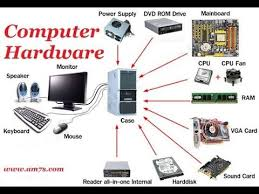 Power Supply
DVD ROM Drive
Mainboard
Computer
Hardware
Monitor
Speaker
CPU
CPU Fan
RAM
Keyboard
Mouse
Case
VGA Card
www.am78.com
Reader all-in-one Internal
Harddisk
Sound Card